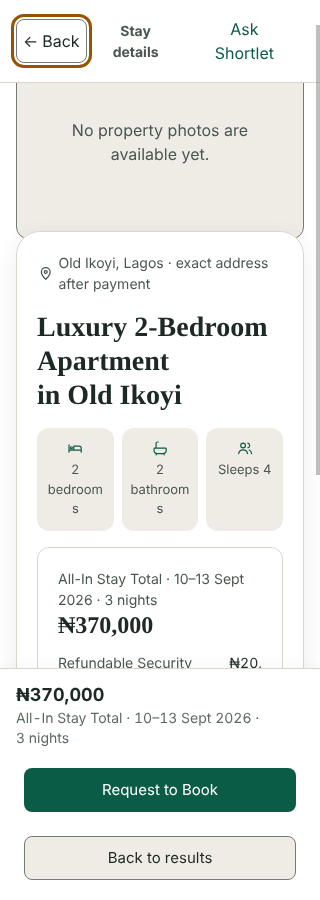 ← Back
Stay
details
Ask
Shortlet
No property photos are
available yet.
Old Ikoyi, Lagos · exact address
after payment
Luxury 2-Bedroom
Apartment
in Old Ikoyi
2
bedroom
s
2
bathroom
s
Sleeps 4
All-In Stay Total · 10–13 Sept
2026 · 3 nights
₦370,000
Refundable Security ₦20,
₦370,000
All-In Stay Total · 10–13 Sept 2026 ·
3 nights
Request to Book
Back to results